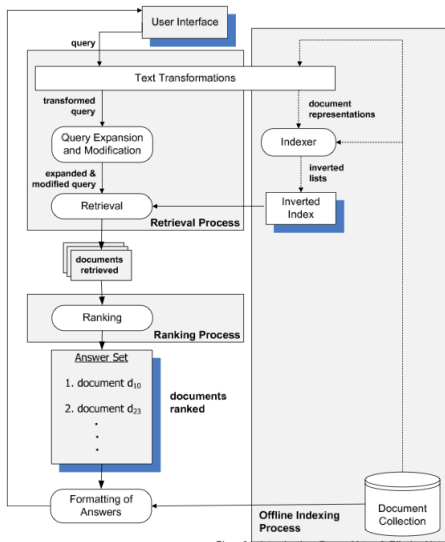 User Interface
query
Text Transformations
transformed
query
document
representations
Query Expansion
and Modification
Indexer
expanded &
modified query
inverted
lists
Retrieval
Inverted
Index
Retrieval Process
documents
retrieved
Ranking
Ranking Process
Answer Set
1. document d10
2. document d23
documents
ranked
Formatting of
Answers
Offline Indexing
Process
Document
Collection